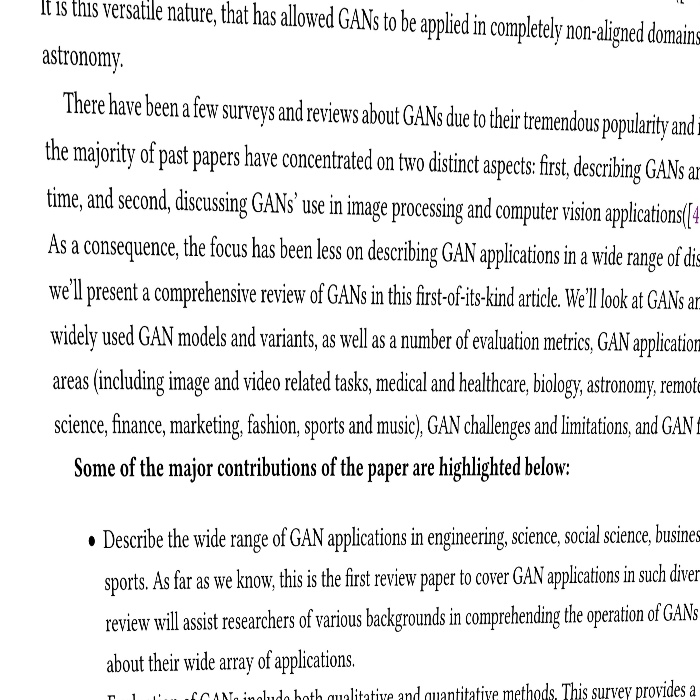 It is this versatile nature, that has allowed GANs to be applied in completely non-aligned domains
astronomy.
There have been a few surveys and reviews about GANs due to their tremendous popularity and
the majority of past papers have concentrated on two distinct aspects: first, describing GANs
time, and second, discussing GANs' use in image processing and computer vision applications([4
As a consequence, the focus has been less on describing GAN applications in a wide range of
we'll present a comprehensive review of GANs in this first-of-its-kind article. We'll look at GANs
widely used GAN models and variants, as well as a number of evaluation metrics, GAN application
areas (including image and video related tasks, medical and healthcare, biology, astronomy, remote
science, finance, marketing, fashion, sports and music), GAN challenges and limitations, and GAN
Some of the major contributions of the paper are highlighted below:
• Describe the wide range of GAN applications in engineering, science, social science,
sports. As far as we know, this is the first review paper to cover GAN applications in such
review will assist researchers of various backgrounds in comprehending the operation of GANs
about their wide array of applications.
of GANs include both qualitative and quantitative methods. This survey provides a